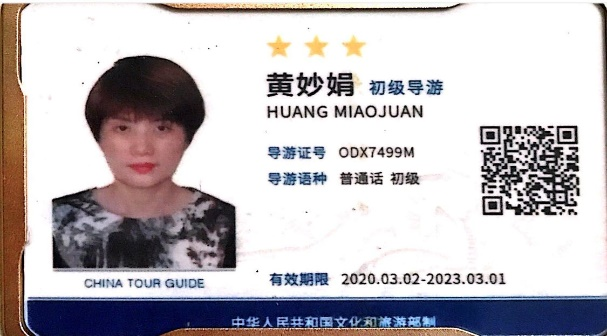 黄妙娟 初级导游
HUANG MIAOJUAN
导游证号 ODX7499M
导游语种 普通话 初级
CHINA TOUR GUIDE
有效期限 2020.03.02-2023.03.01
中华人民共和国文化和旅游部制